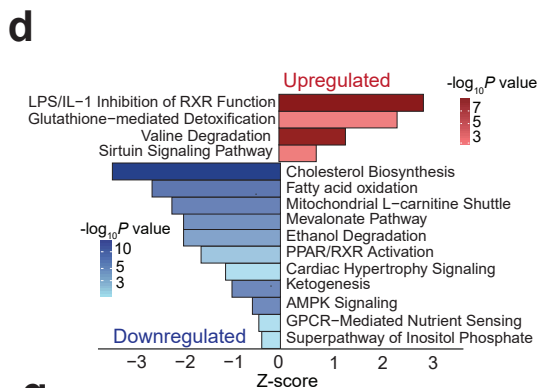 d
Upregulated
-log10P value
7
5
3
LPS/IL−1 Inhibition of RXR Function
Glutathione−mediated Detoxification
Valine Degradation
Sirtuin Signaling Pathway
Cholesterol Biosynthesis
Fatty acid oxidation
Mitochondrial L−carnitine Shuttle
Mevalonate Pathway
Ethanol Degradation
PPAR/RXR Activation
Cardiac Hypertrophy Signaling
Ketogenesis
AMPK Signaling
GPCR−Mediated Nutrient Sensing
Superpathway of Inositol Phosphate
-log10P value
10
5
3
Downregulated
−3 −2 −1 0 1 2 3
Z-score